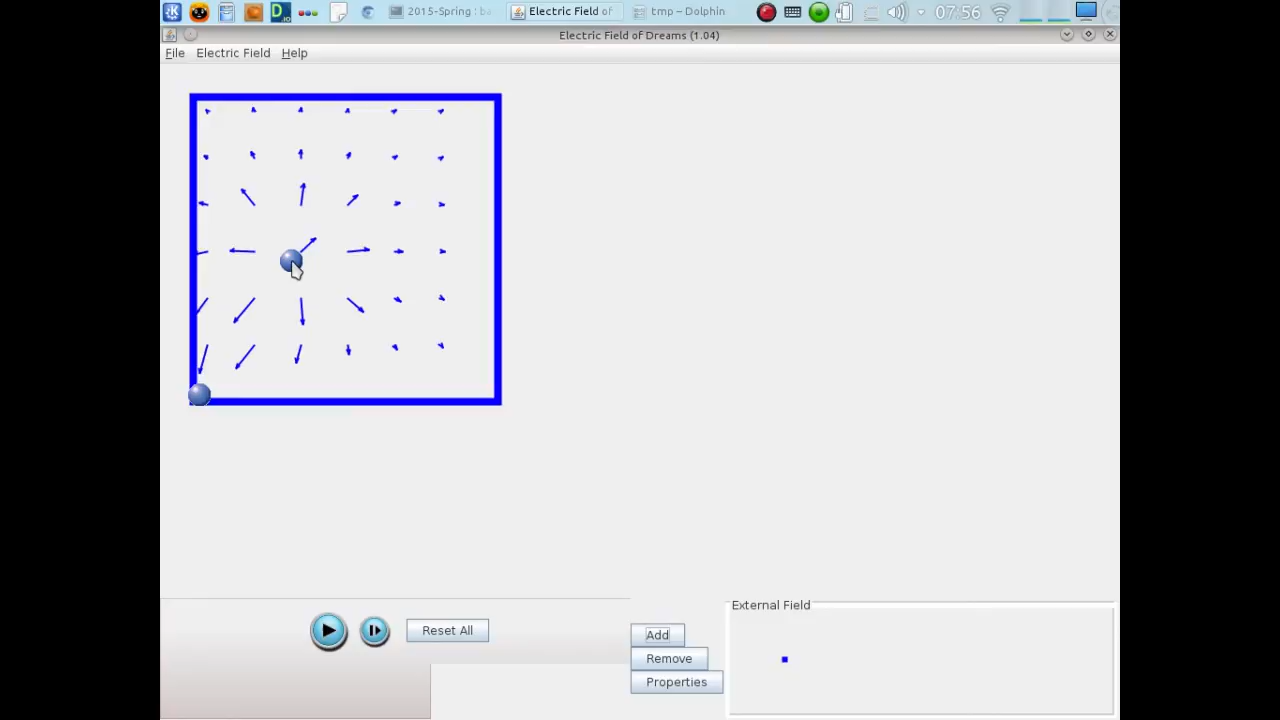 2015-Spring : ba
Electric Field of
tmp – Dolphin
07:56
Electric Field of Dreams (1.04)
File Electric Field Help
Reset All
Add
Remove
Properties
External Field